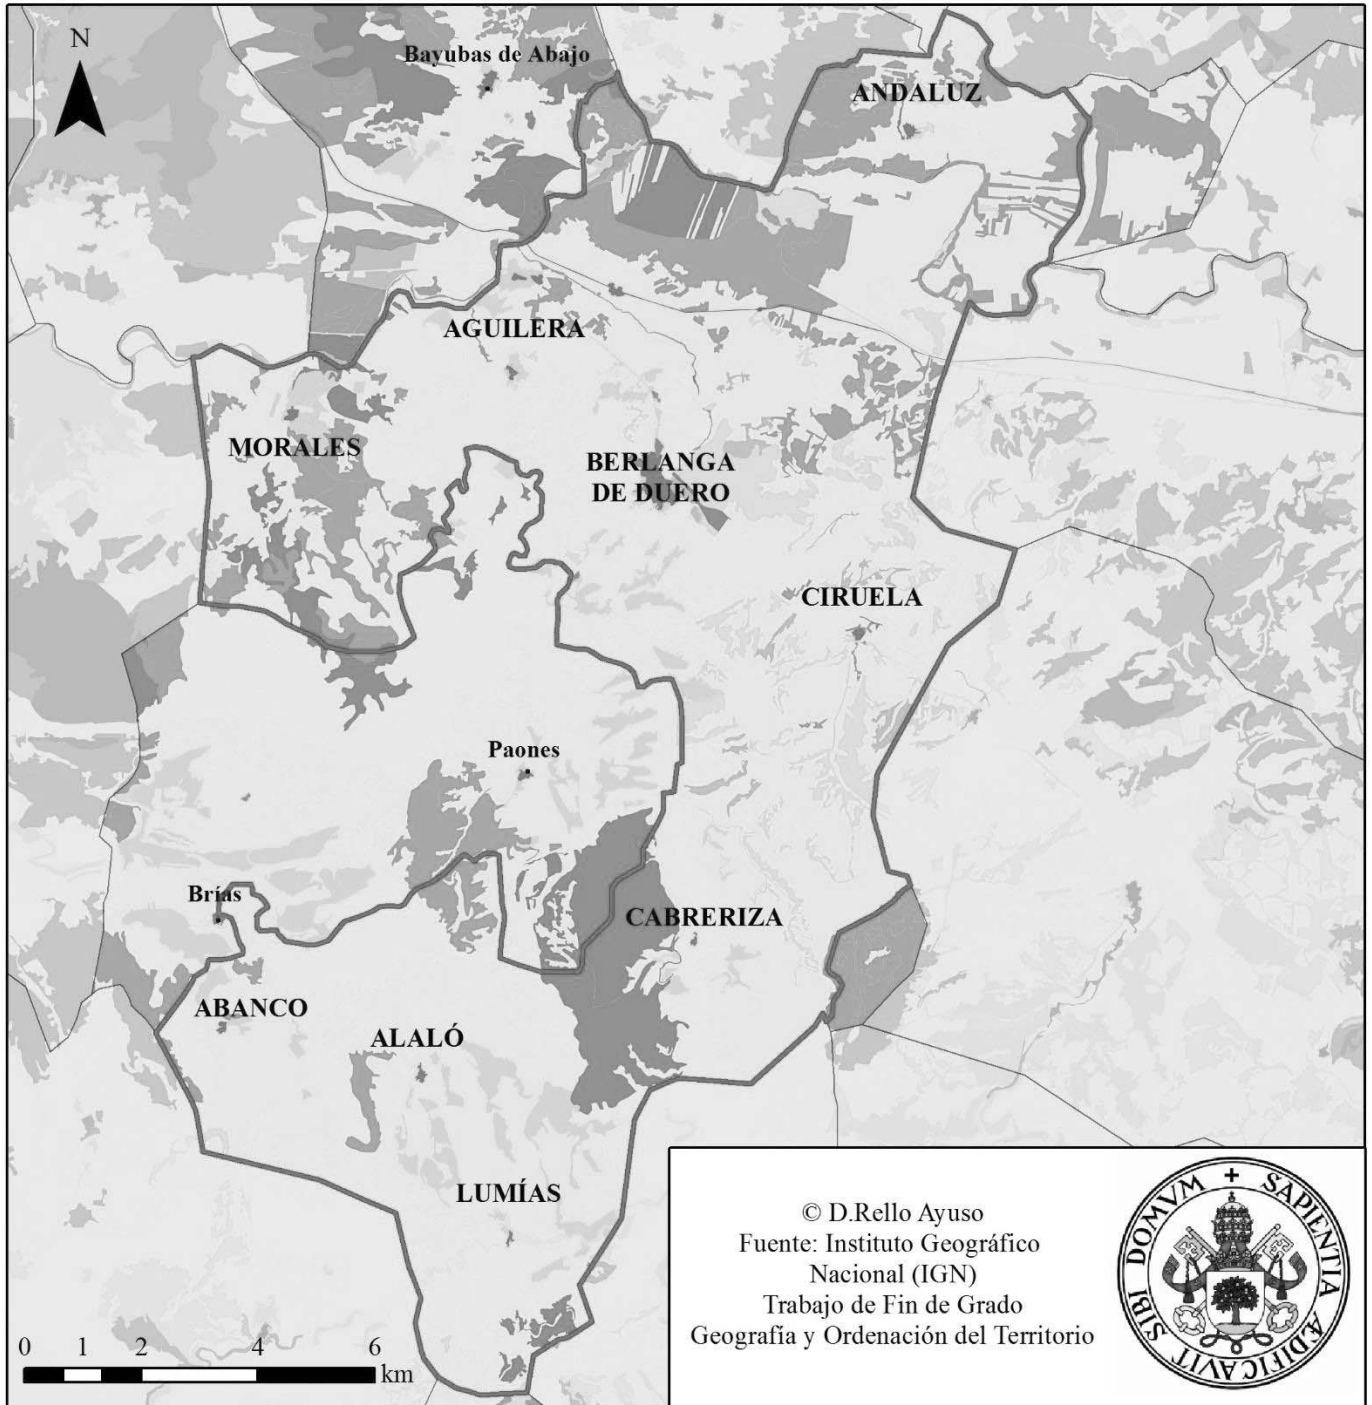 N
Bayubas de Abajo
ANDALUZ
AGUILERA
MORALES
BERLANGA
DE DUERO
CIRUELA
Paones
Brías
CABRERIZA
ABANCO
ALALÓ
LUMÍAS
0 1 2 4 6
km
© D.Rello Ayuso
Fuente: Instituto Geográfico
Nacional (IGN)
Trabajo de Fin de Grado
Geografía y Ordenación del Territorio
SAPIENTIA ÆDIFICAVIT SIBI DOMVM